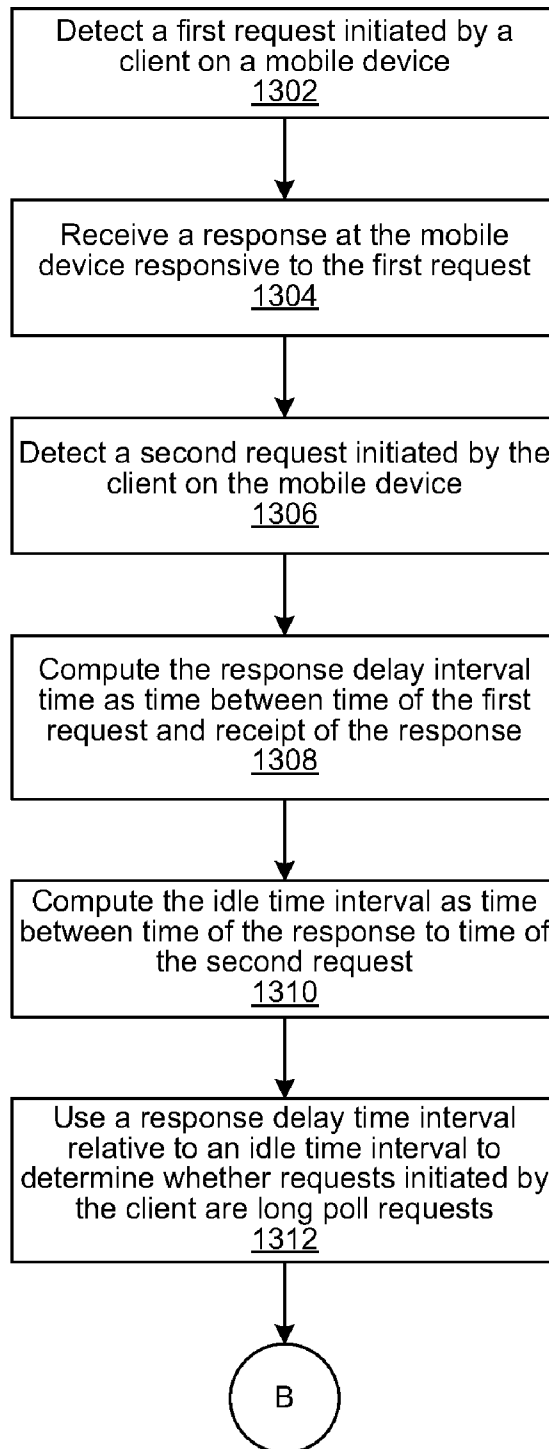 Detect a first request initiated by a
client on a mobile device
1302
Receive a response at the mobile
device responsive to the first request
1304
Detect a second request initiated by the
client on the mobile device
1306
Compute the response delay interval
time as time between time of the first
request and receipt of the response
1308
Compute the idle time interval as time
between time of the response to time of
the second request
1310
Use a response delay time interval
relative to an idle time interval to
determine whether requests initiated by
the client are long poll requests
1312
B